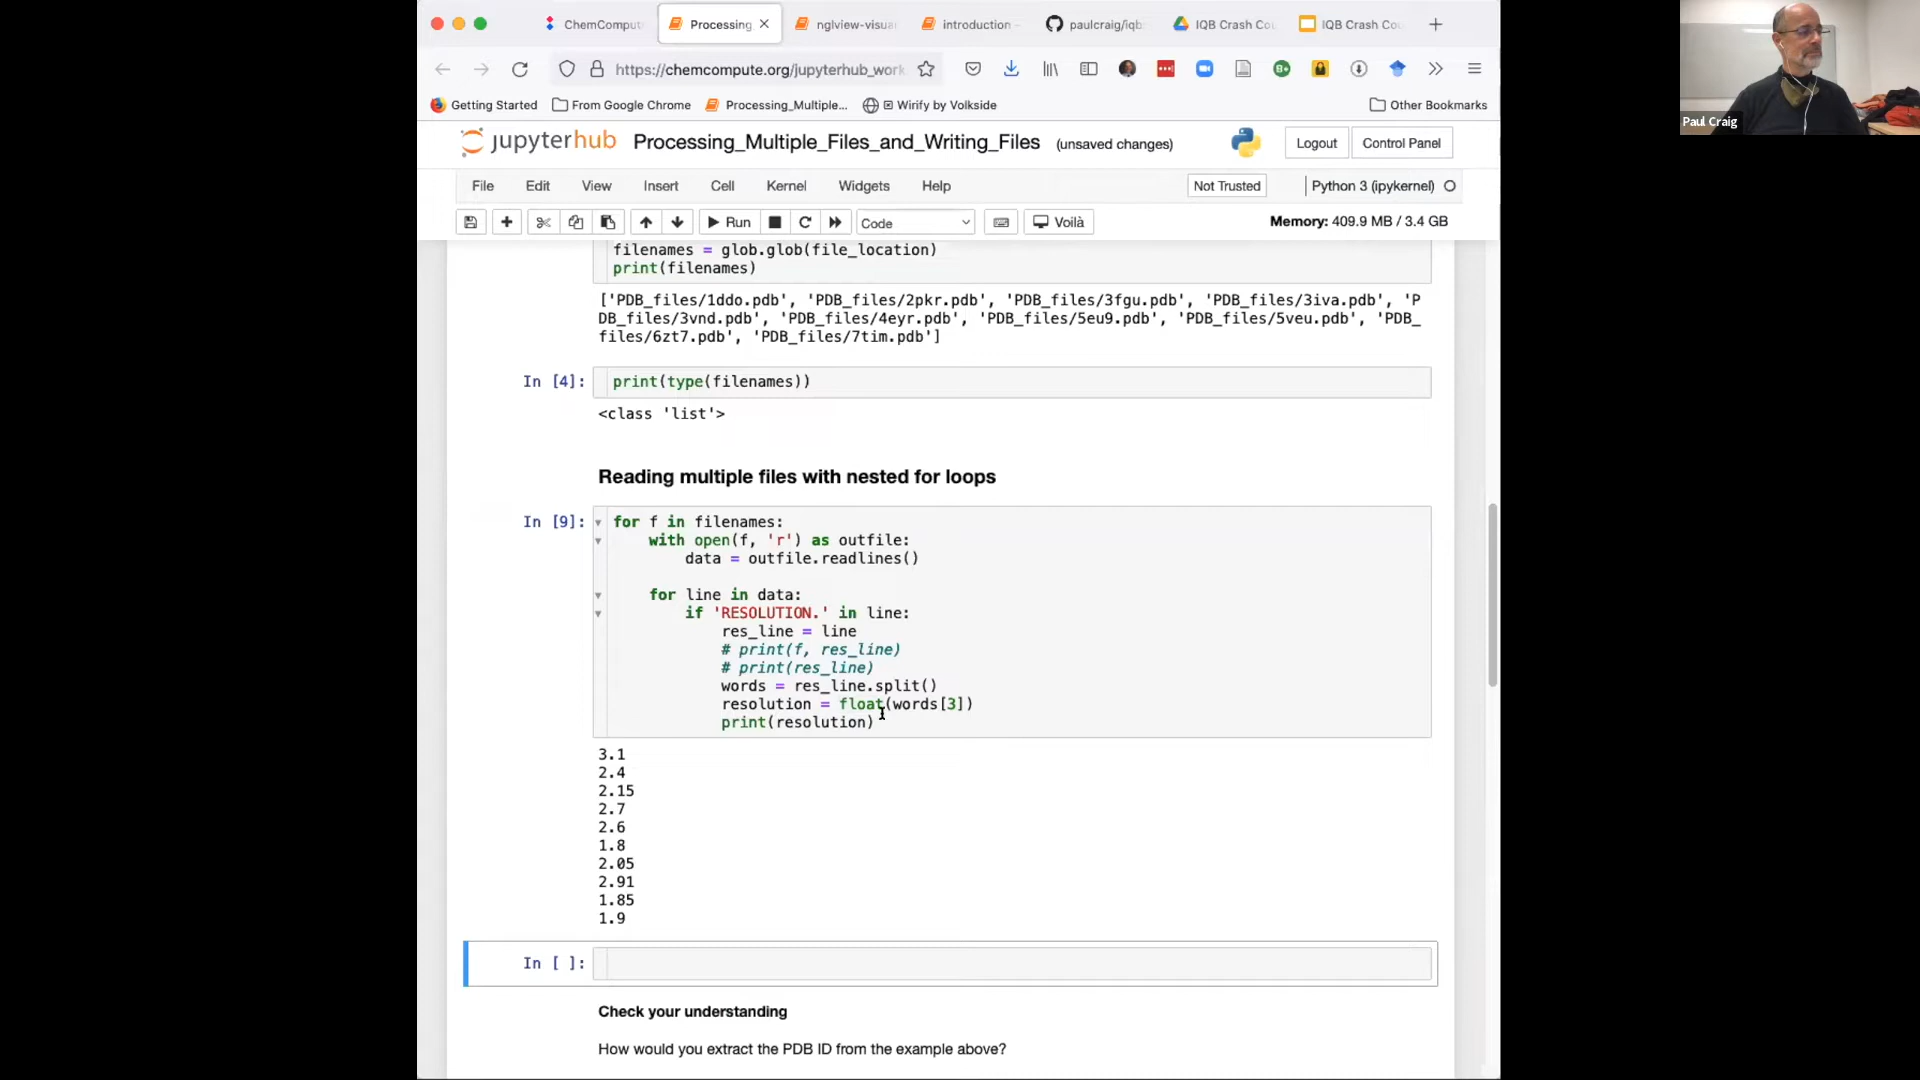 ChemCompute
Processing
nglview-visua
introduction -
paulcraig/iqb
IQB Crash Co
IQB Crash Co
https://chemcompute.org/jupyterhub_work
Getting Started
From Google Chrome
Processing_Multiple...
Wirify by Volkside
Other Bookmarks
Paul Craig
jupyterhub
Processing_Multiple_Files_and_Writing_Files
(unsaved changes)
Logout
Control Panel
File
Edit
View
Insert
Cell
Kernel
Widgets
Help
Not Trusted
Python 3 (ipykernel)
Run
Code
Voilà
Memory: 409.9 MB / 3.4 GB
filenames = glob.glob(file_location)
print(filenames)
['PDB_files/1ddo.pdb', 'PDB_files/2pkr.pdb', 'PDB_files/3fgu.pdb', 'PDB_files/3iva.pdb', 'P
DB_files/3vnd.pdb', 'PDB_files/4eyr.pdb', 'PDB_files/5eu9.pdb', 'PDB_files/5veu.pdb', 'PDB_
files/6zt7.pdb', 'PDB_files/7tim.pdb']
In [4]: print(type(filenames))
<class 'list'>
Reading multiple files with nested for loops
In [9]: for f in filenames:
with open(f, 'r') as outfile:
data = outfile.readlines()
for line in data:
if 'RESOLUTION.' in line:
res_line = line
# print(f, res_line)
# print(res_line)
words = res_line.split()
resolution = float(words[3])
print(resolution)
3.1
2.4
2.15
2.7
2.6
1.8
2.05
2.91
1.85
1.9
In [ ]:
Check your understanding
How would you extract the PDB ID from the example above?